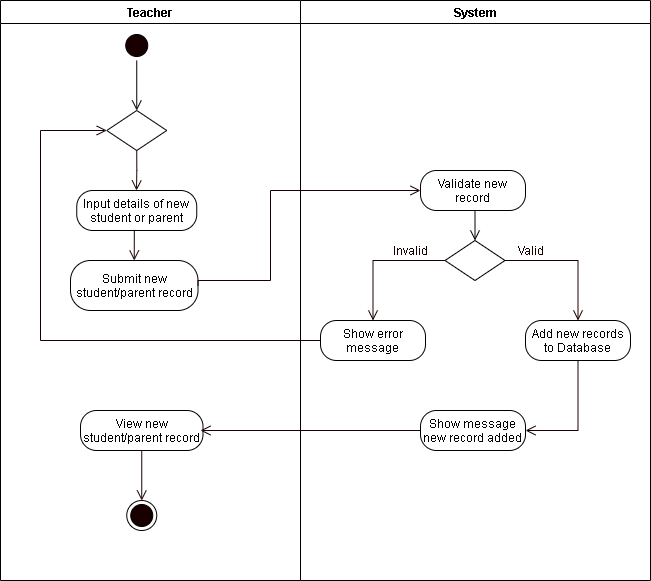 Teacher
System
Input details of new
student or parent
Submit new
student/parent record
Validate new
record
Invalid
Valid
Show error
message
Add new records
to Database
View new
student/parent record
Show message
new record added